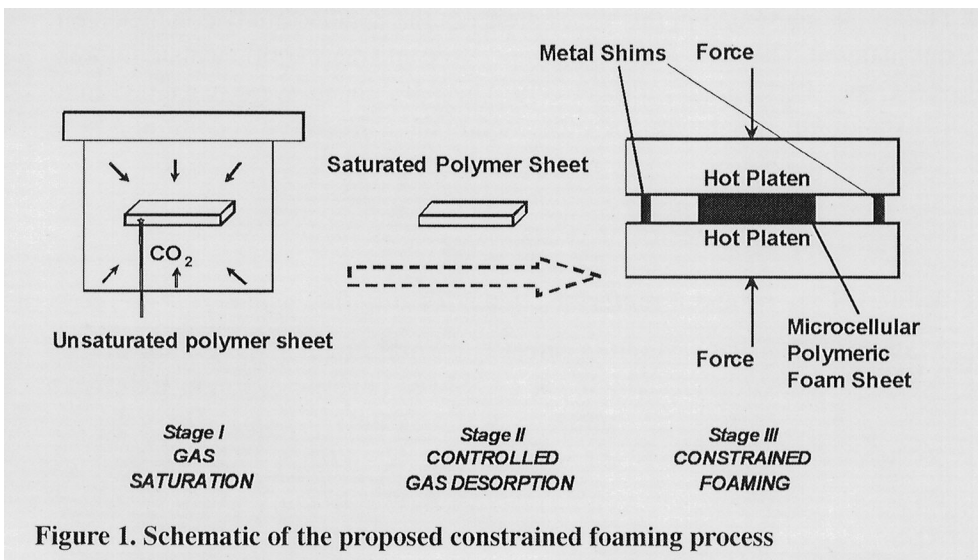 Metal Shims
Force
Saturated Polymer Sheet
Hot Platen
CO2
Hot Platen
Unsaturated polymer sheet
Force
Microcellular
Polymeric
Foam Sheet
Stage I
GAS
SATURATION
Stage II
CONTROLLED
GAS DESORPTION
Stage III
CONSTRAINED
FOAMING
Figure 1. Schematic of the proposed constrained foaming process